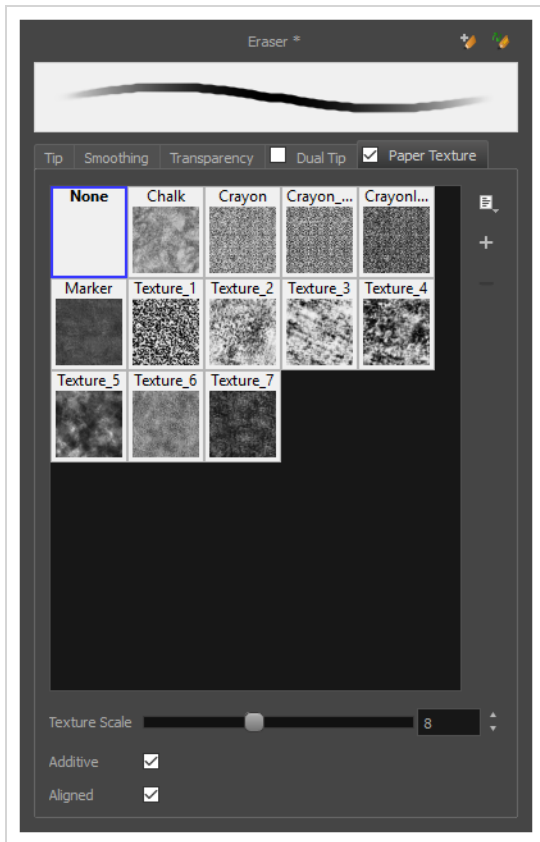 Eraser *
Tip Smoothing Transparency Dual Tip Paper Texture
None Chalk Crayon Crayon_... Crayonl...
Marker Texture_1 Texture_2 Texture_3 Texture_4
Texture_5 Texture_6 Texture_7
Texture Scale 8
Additive
Aligned